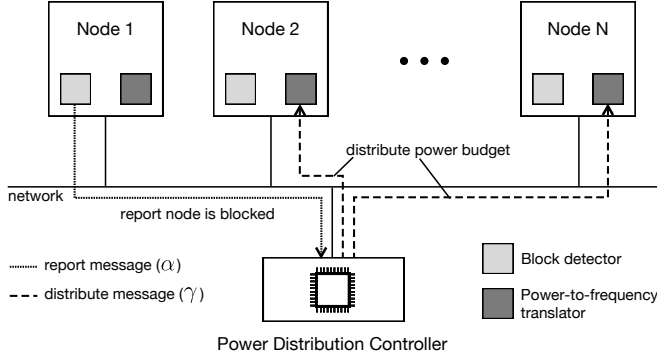 Node 1
Node 2
Node N
distribute power budget
network
report node is blocked
report message (α)
distribute message (γ)
Block detector
Power-to-frequency
translator
Power Distribution Controller